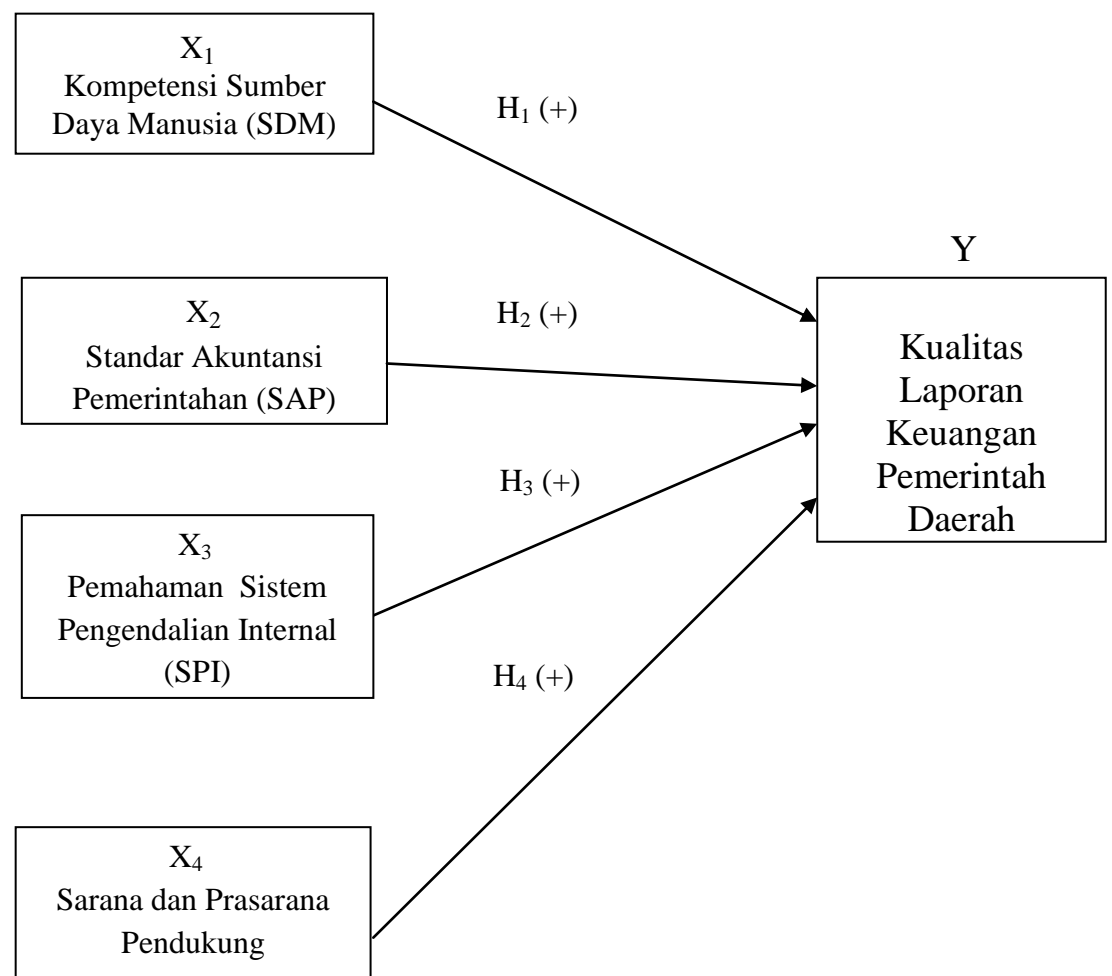 X₁
Kompetensi Sumber
Daya Manusia (SDM)
H₁ (+)
X₂
Standar Akuntansi
Pemerintahan (SAP)
H₂ (+)
X₃
Pemahaman Sistem
Pengendalian Internal
(SPI)
H₃ (+)
X₄
Sarana dan Prasarana
Pendukung
H₄ (+)
Y
Kualitas
Laporan
Keuangan
Pemerintah
Daerah